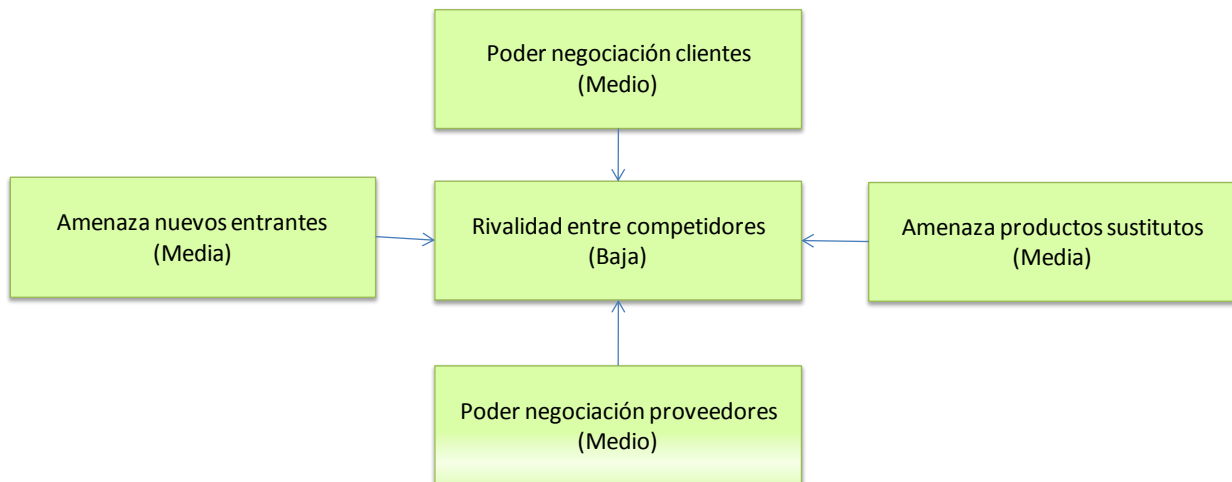 Poder negociación clientes
(Medio)
Amenaza nuevos entrantes
(Media)
Rivalidad entre competidores
(Baja)
Amenaza productos sustitutos
(Media)
Poder negociación proveedores
(Medio)